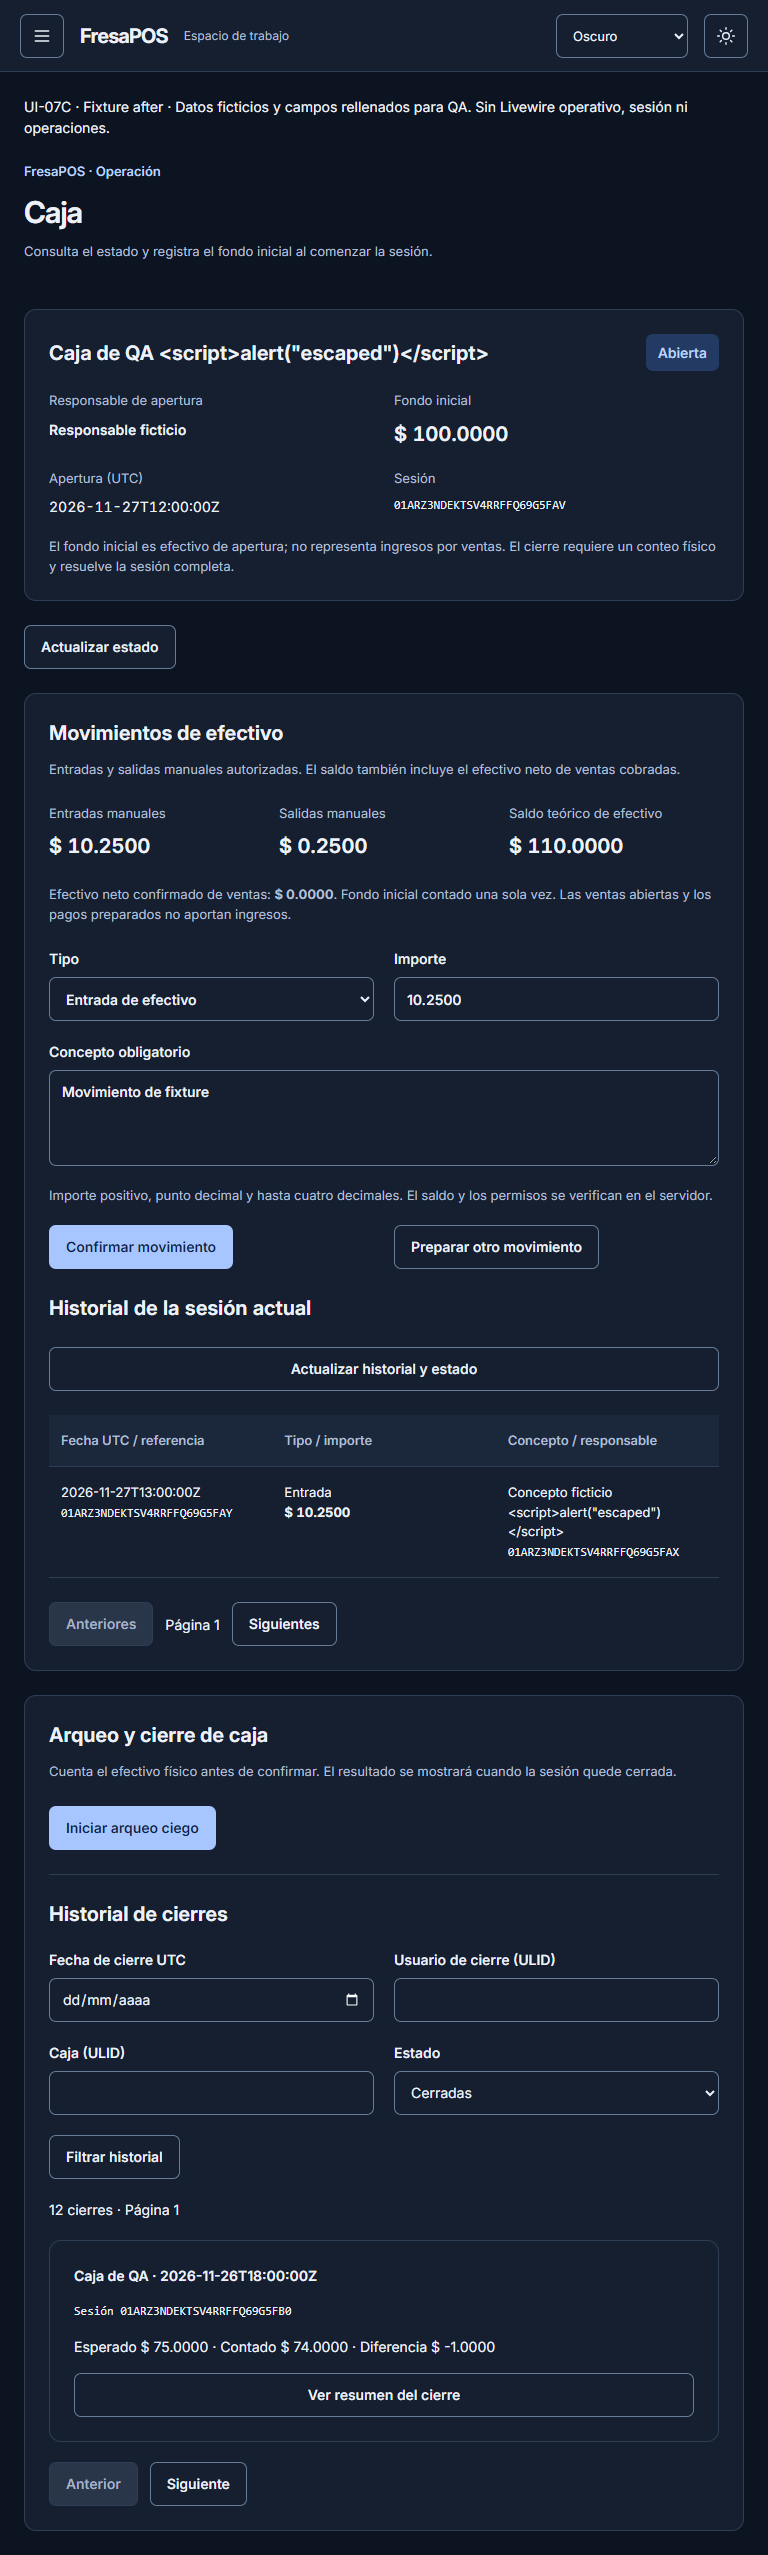 FresaPOS
Espacio de trabajo
Oscuro
UI-07C · Fixture after · Datos ficticios y campos rellenados para QA. Sin Livewire operativo, sesión ni
operaciones.
FresaPOS · Operación
Caja
Consulta el estado y registra el fondo inicial al comenzar la sesión.
Caja de QA <script>alert("escaped")</script>
Abierta
Responsable de apertura
Fondo inicial
Responsable ficticio
$ 100.0000
Apertura (UTC)
Sesión
2026-11-27T12:00:00Z
01ARZ3NDEKTSV4RRFFQ69G5FAV
El fondo inicial es efectivo de apertura; no representa ingresos por ventas. El cierre requiere un conteo físico
y resuelve la sesión completa.
Actualizar estado
Movimientos de efectivo
Entradas y salidas manuales autorizadas. El saldo también incluye el efectivo neto de ventas cobradas.
Entradas manuales
Salidas manuales
Saldo teórico de efectivo
$ 10.2500
$ 0.2500
$ 110.0000
Efectivo neto confirmado de ventas: $ 0.0000. Fondo inicial contado una sola vez. Las ventas abiertas y los
pagos preparados no aportan ingresos.
Tipo
Importe
Entrada de efectivo
10.2500
Concepto obligatorio
Movimiento de fixture
Importe positivo, punto decimal y hasta cuatro decimales. El saldo y los permisos se verifican en el servidor.
Confirmar movimiento
Preparar otro movimiento
Historial de la sesión actual
Actualizar historial y estado
Fecha UTC / referencia
Tipo / importe
Concepto / responsable
2026-11-27T13:00:00Z
01ARZ3NDEKTSV4RRFFQ69G5FAY
Entrada
$ 10.2500
Concepto ficticio
<script>alert("escaped")
</script>
01ARZ3NDEKTSV4RRFFQ69G5FAX
Anteriores
Página 1
Siguientes
Arqueo y cierre de caja
Cuenta el efectivo físico antes de confirmar. El resultado se mostrará cuando la sesión quede cerrada.
Iniciar arqueo ciego
Historial de cierres
Fecha de cierre UTC
Usuario de cierre (ULID)
dd/mm/aaaa
Caja (ULID)
Estado
Cerradas
Filtrar historial
12 cierres · Página 1
Caja de QA · 2026-11-26T18:00:00Z
Sesión 01ARZ3NDEKTSV4RRFFQ69G5FB0
Esperado $ 75.0000 · Contado $ 74.0000 · Diferencia $ -1.0000
Ver resumen del cierre
Anterior
Siguiente